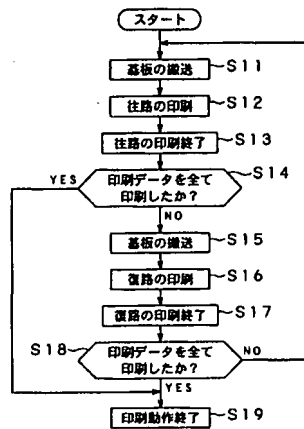 スタート
基板の搬送
S11
往路の印刷
S12
往路の印刷終了
S13
印刷データを全て
印刷したか?
S14
YES
NO
基板の搬送
S15
復路の印刷
S16
復路の印刷終了
S17
S18
印刷データを全て
印刷したか?
NO
YES
印刷動作終了
S19